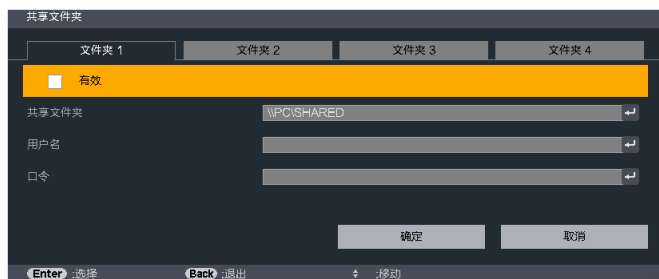 共享文件夹
文件夹 1 文件夹 2 文件夹 3 文件夹 4
有效
共享文件夹 \\PC\SHARED
用户名
口令
确定 取消
Enter :选择 Back :退出 :移动